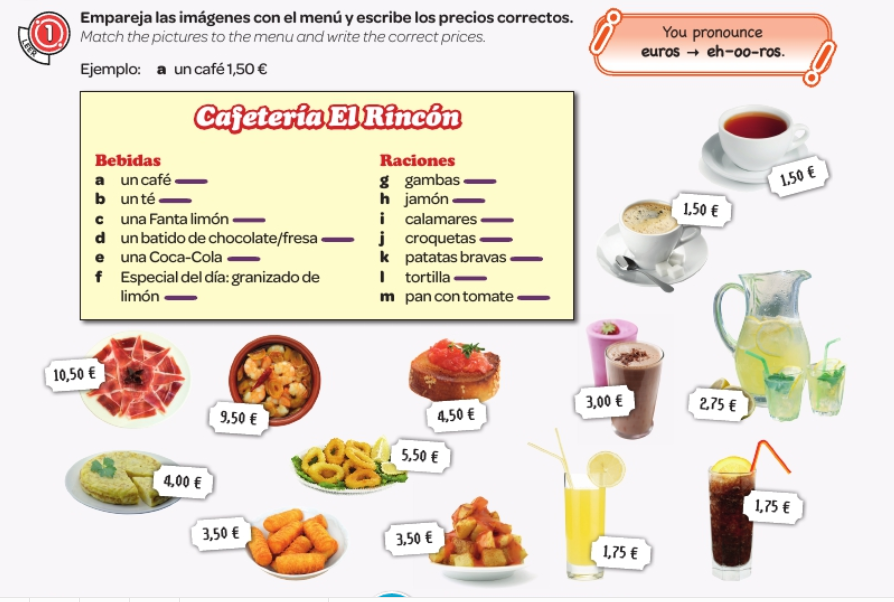 1
LEER
Empareja las imágenes con el menú y escribe los precios correctos.
Match the pictures to the menu and write the correct prices.
Ejemplo: a un café 1,50 €
You pronounce
euros → eh-oo-ros.
Cafetería El Rincón
Bebidas
a un café
b un té
c una Fanta limón
d un batido de chocolate/fresa
e una Coca-Cola
f Especial del día: granizado de
limón
Raciones
g gambas
h jamón
i calamares
j croquetas
k patatas bravas
l tortilla
m pan con tomate
1,50 €
1,50 €
10,50 €
9,50 €
4,50 €
3,00 €
2,75 €
4,00 €
5,50 €
3,50 €
3,50 €
1,75 €
1,75 €